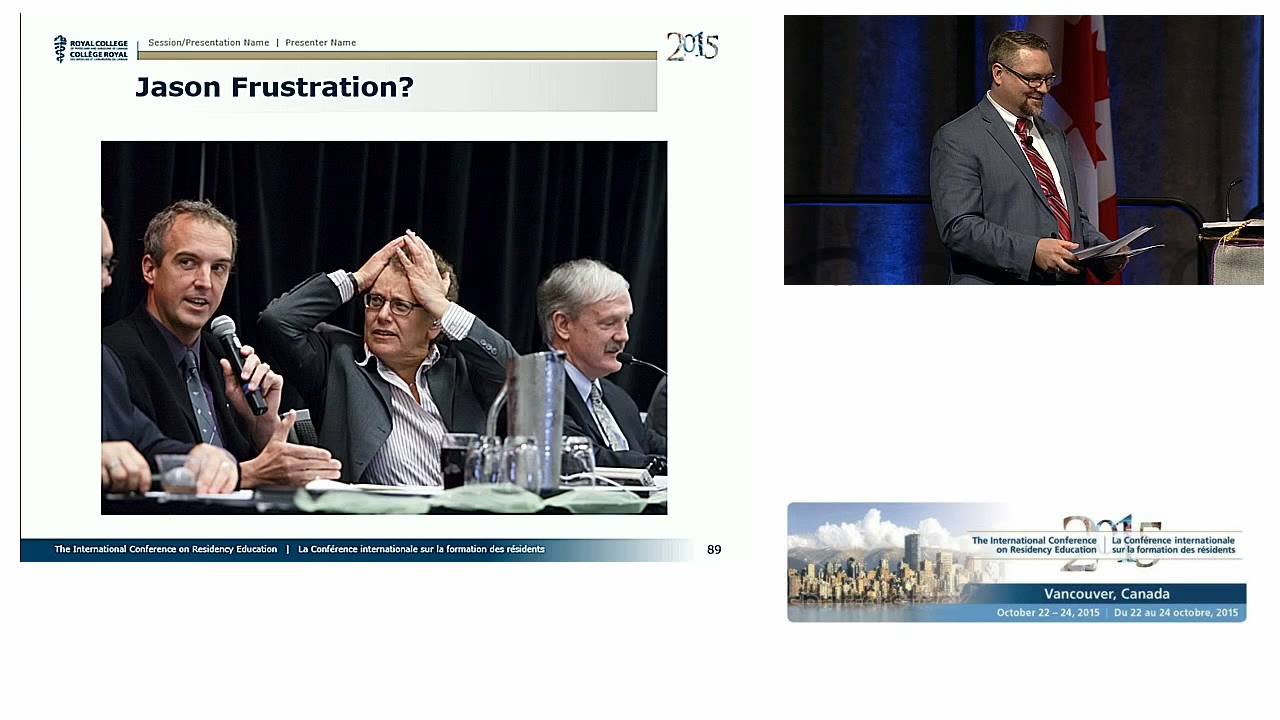 ROYAL COLLEGE
COLLÈGE ROYAL
Session/Presentation Name | Presenter Name
2015
Jason Frustration?
The International Conference on Residency Education | La Conférence internationale sur la formation des résidents
89
2015
The International Conference
on Residency Education
La Conférence internationale
sur la formation des résidents
Vancouver, Canada
October 22 – 24, 2015 | Du 22 au 24 octobre, 2015